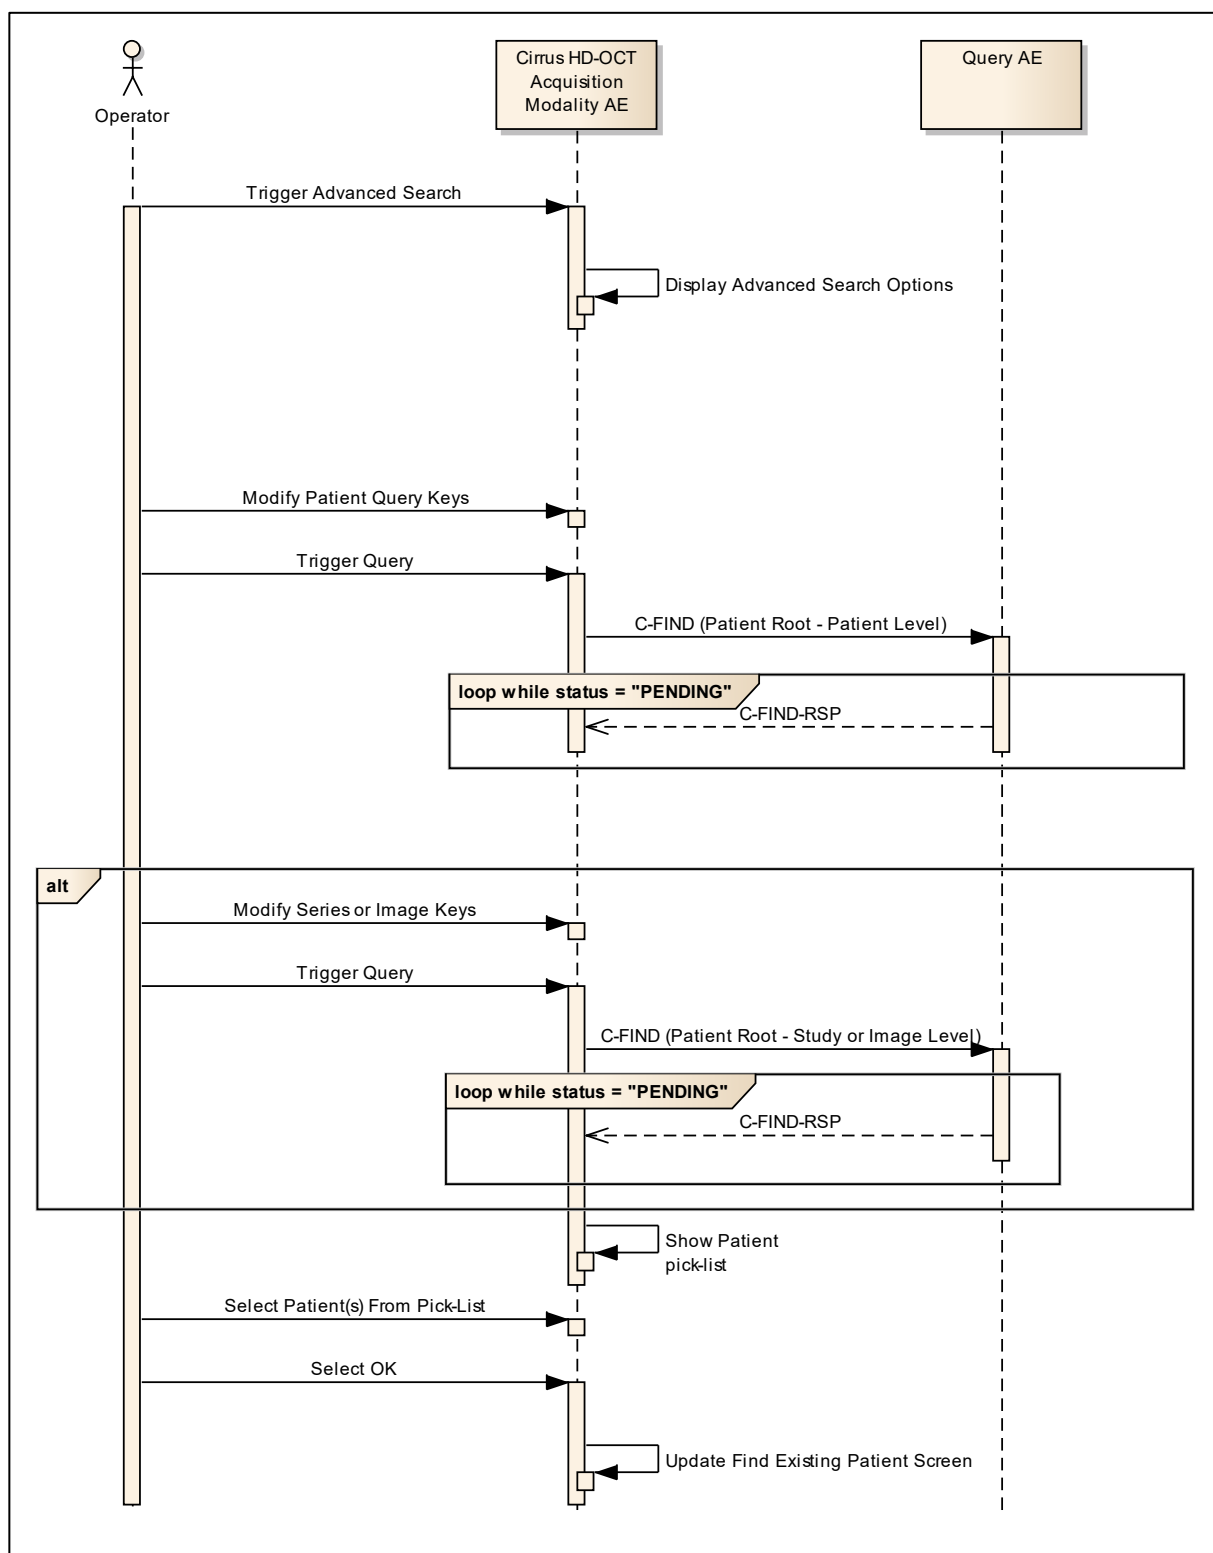 Operator
Cirrus HD-OCT
Acquisition
Modality AE
Query AE
Trigger Advanced Search
Display Advanced Search Options
Modify Patient Query Keys
Trigger Query
C-FIND (Patient Root - Patient Level)
loop while status = "PENDING"
C-FIND-RSP
alt
Modify Series or Image Keys
Trigger Query
C-FIND (Patient Root - Study or Image Level)
loop while status = "PENDING"
C-FIND-RSP
Show Patient
pick-list
Select Patient(s) From Pick-List
Select OK
Update Find Existing Patient Screen